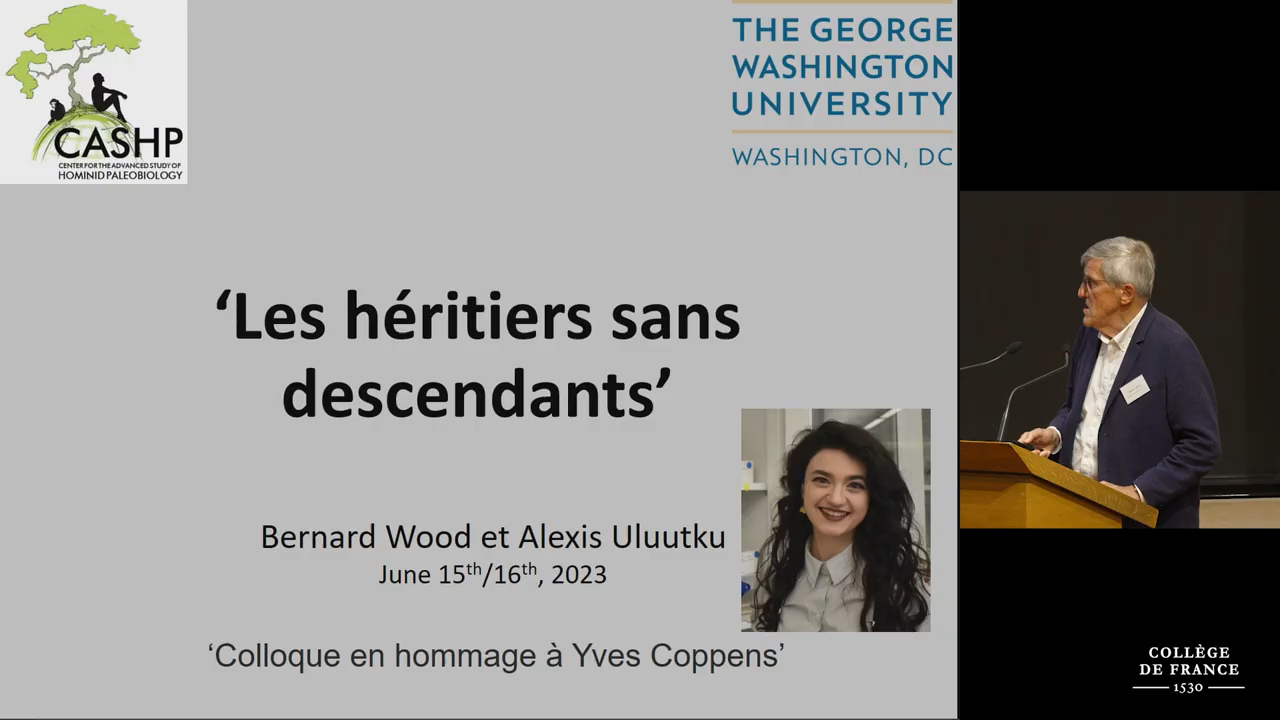 CASHP
CENTER FOR THE ADVANCED STUDY OF
HOMINID PALEOBIOLOGY
THE GEORGE
WASHINGTON
UNIVERSITY
WASHINGTON, DC
‘Les héritiers sans
descendants’
Bernard Wood et Alexis Uluutku
June 15th/16th, 2023
‘Colloque en hommage à Yves Coppens’
COLLÈGE
DE FRANCE
1530